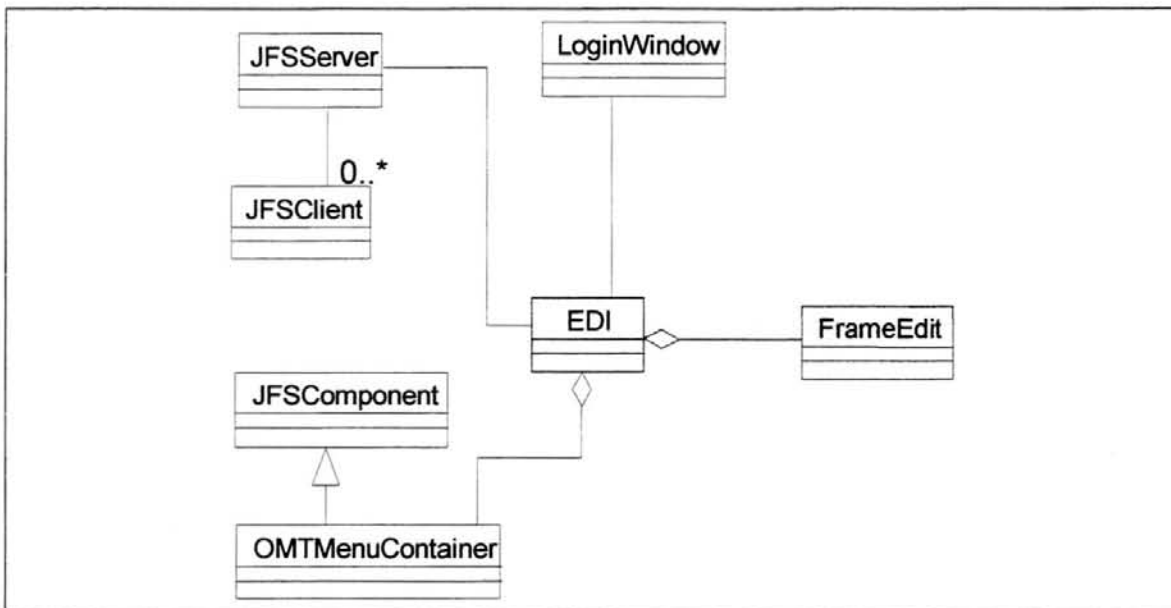 JFSServer
LoginWindow
0..*
JFSClient
EDI
FrameEdit
JFSComponent
OMTMenuContainer